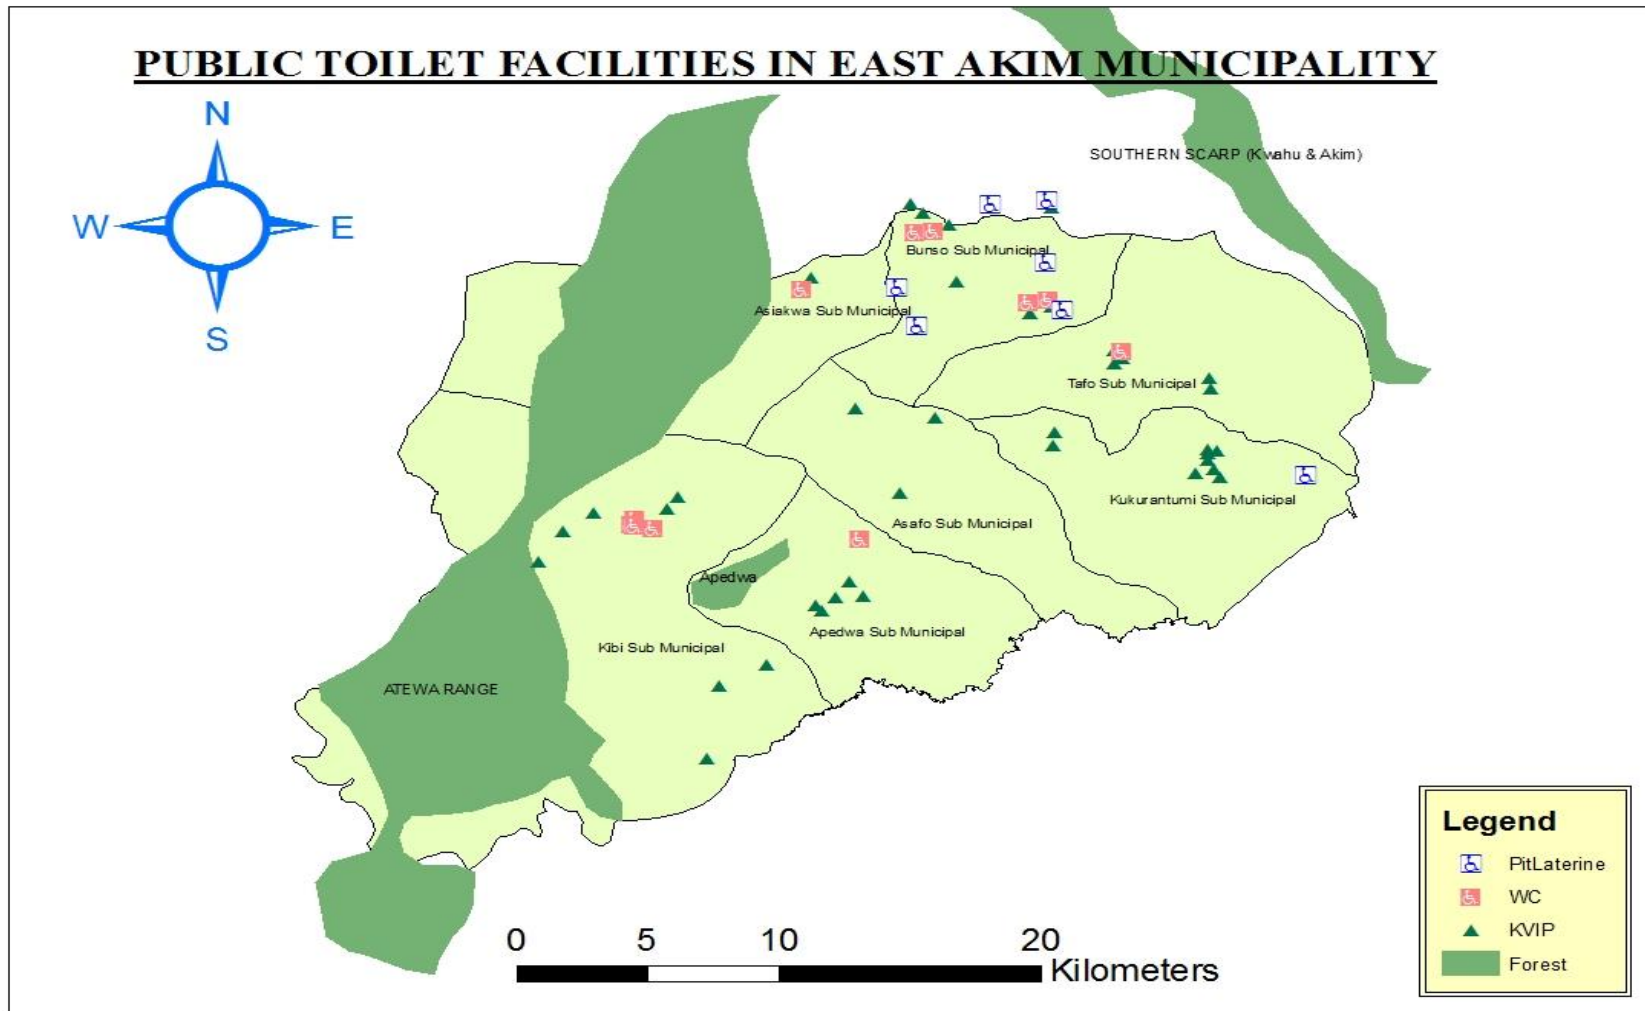 PUBLIC TOILET FACILITIES IN EAST AKIM MUNICIPALITY
N
W
E
S
SOUTHERN SCARP (Kwahu & Akim)
Bunso Sub Municipal
Asiakwa Sub Municipal
Tafo Sub Municipal
Kukurantumi Sub Municipal
Asafo Sub Municipal
Apedwa
Apedwa Sub Municipal
Kibi Sub Municipal
ATEWA RANGE
Legend
PitLaterine
WC
KVIP
Forest
0 5 10 20
Kilometers